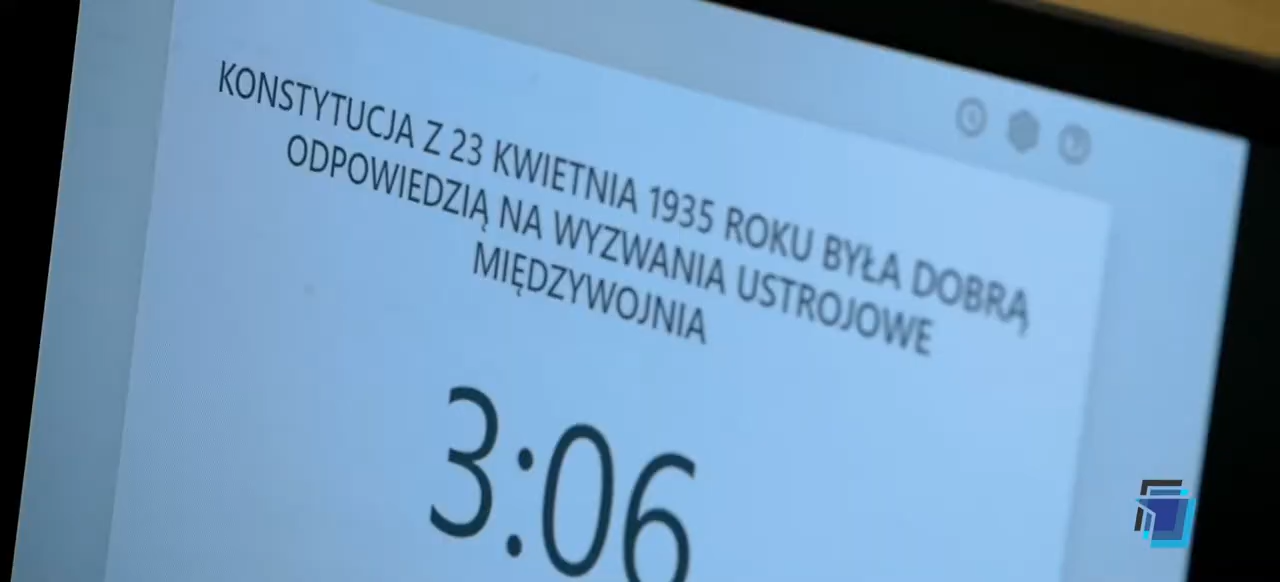 KONSTYTUCJA Z 23 KWIETNIA 1935 ROKU BYŁA DOBRĄ
ODPOWIEDZIĄ NA WYZWANIA USTROJOWE
MIĘDZYWOJNIA
3:06